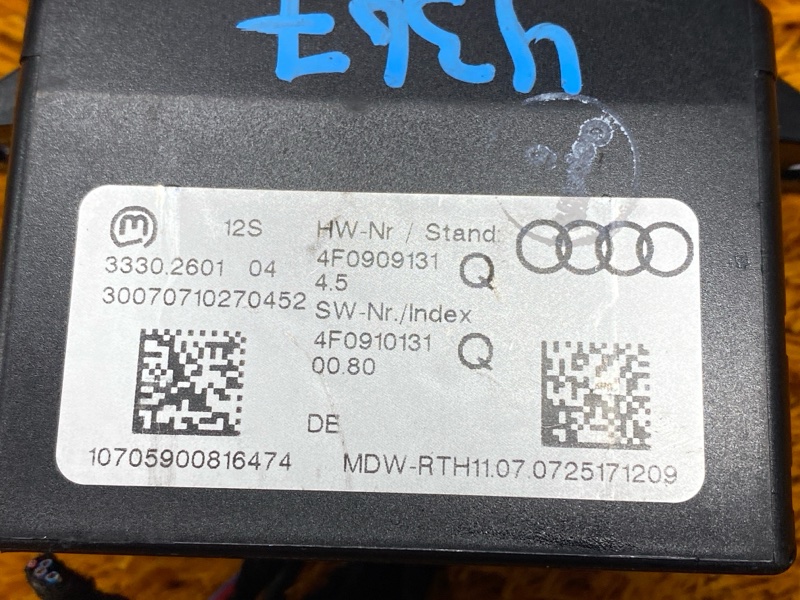 4367
m 12S
3330.2601 04
30070710270452
HW-Nr / Stand:
4F0909131 Q
4.5
SW-Nr./Index
4F0910131 Q
00.80
DE
10705900816474
MDW-RTH11.07.0725171209